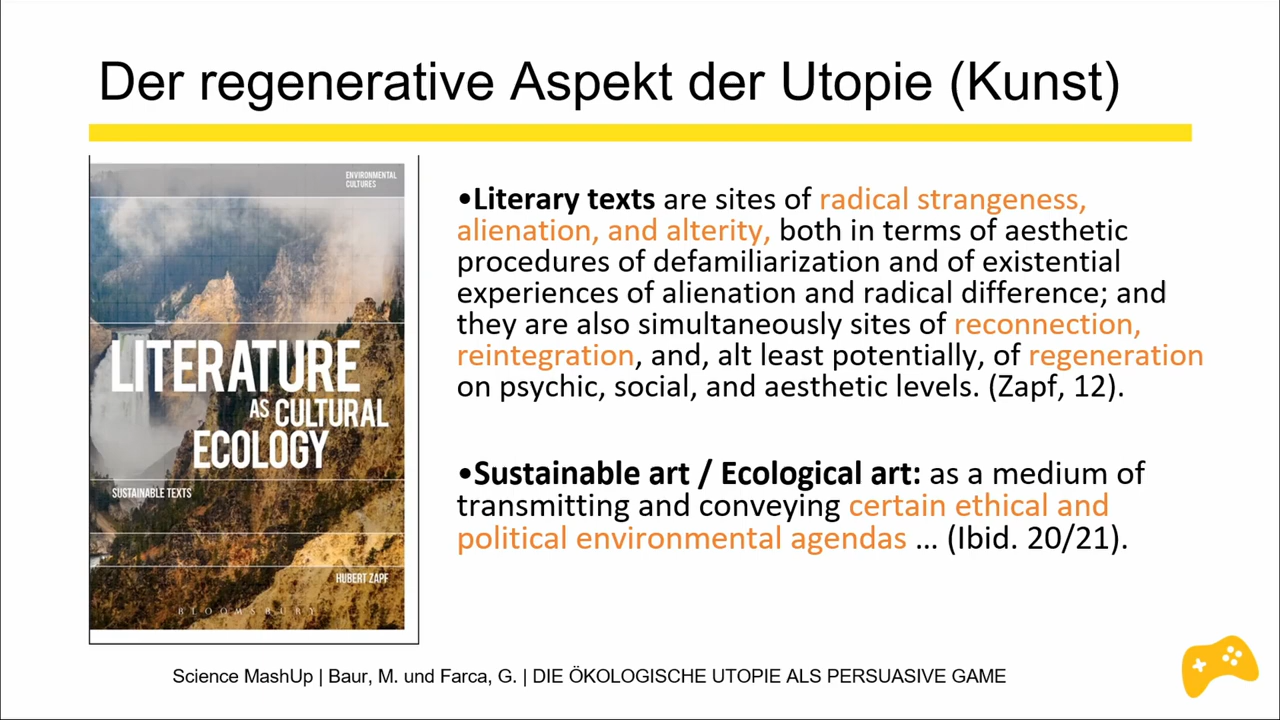 Der regenerative Aspekt der Utopie (Kunst)
ENVIRONMENTAL
CULTURES
LITERATURE
AS CULTURAL
ECOLOGY
SUSTAINABLE TEXTS
HUBERT ZAPF
BLOOMSBURY
•Literary texts are sites of radical strangeness,
alienation, and alterity, both in terms of aesthetic
procedures of defamiliarization and of existential
experiences of alienation and radical difference; and
they are also simultaneously sites of reconnection,
reintegration, and, alt least potentially, of regeneration
on psychic, social, and aesthetic levels. (Zapf, 12).
•Sustainable art / Ecological art: as a medium of
transmitting and conveying certain ethical and
political environmental agendas ... (Ibid. 20/21).
Science MashUp | Baur, M. und Farca, G. | DIE ÖKOLOGISCHE UTOPIE ALS PERSUASIVE GAME